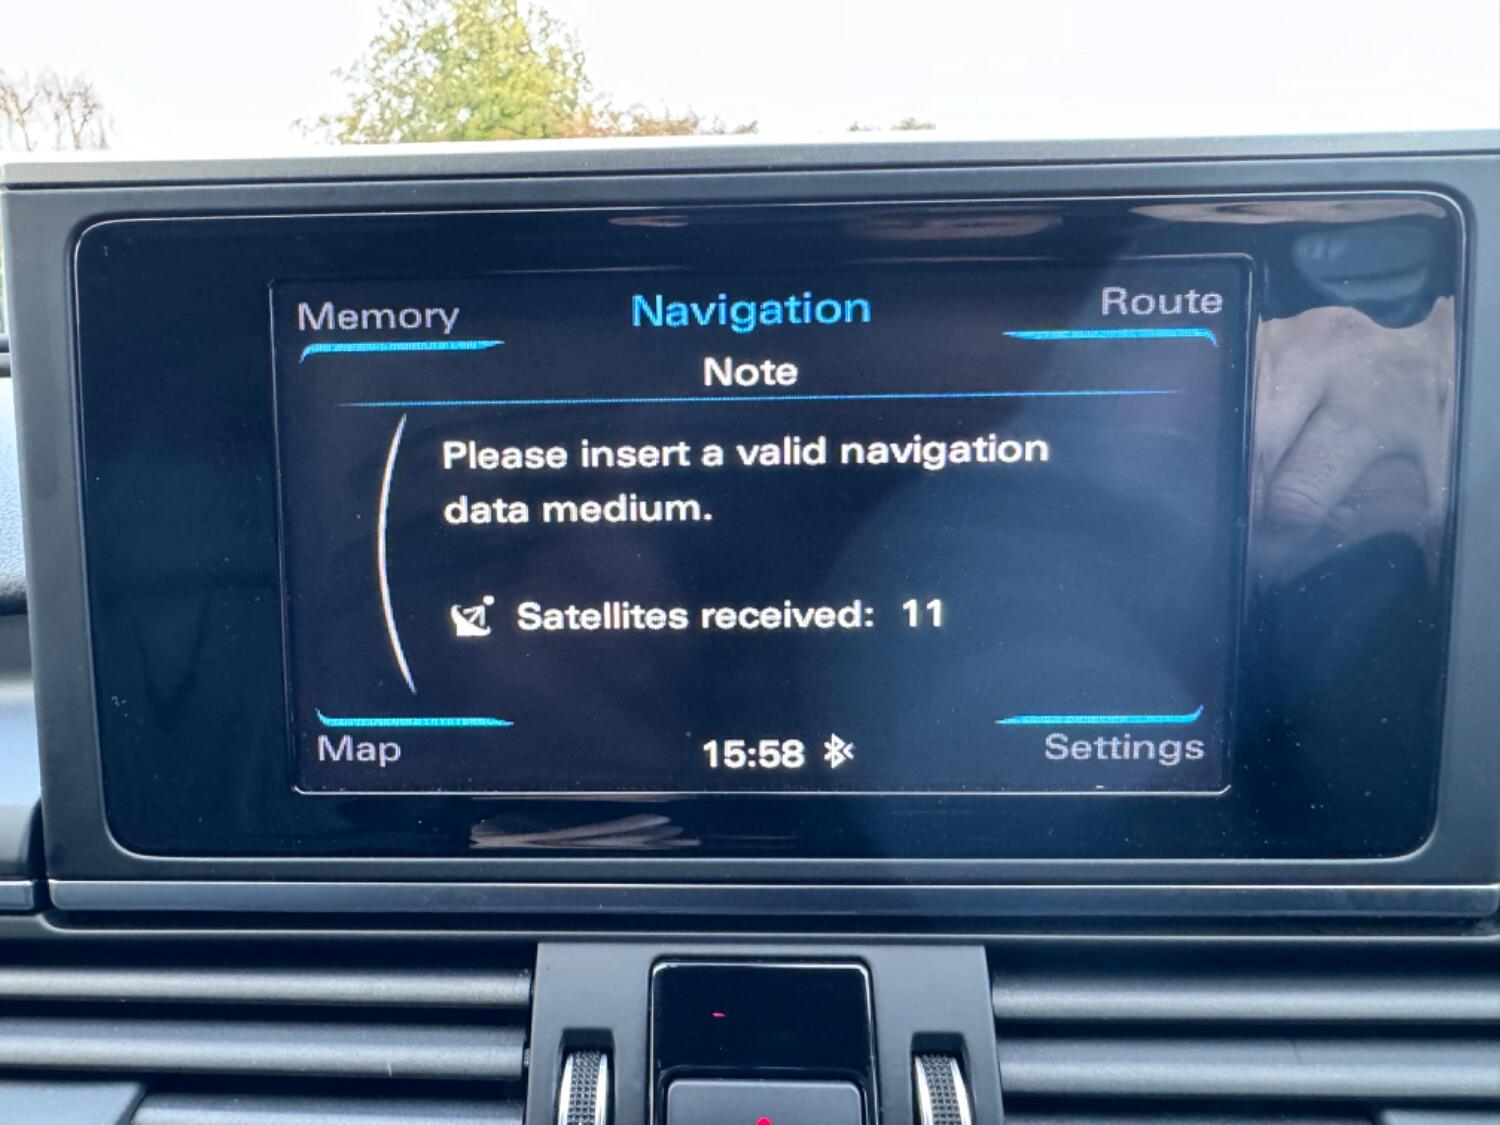 Memory Navigation Route
Note
Please insert a valid navigation
data medium.
Satellites received: 11
Map 15:58 Settings